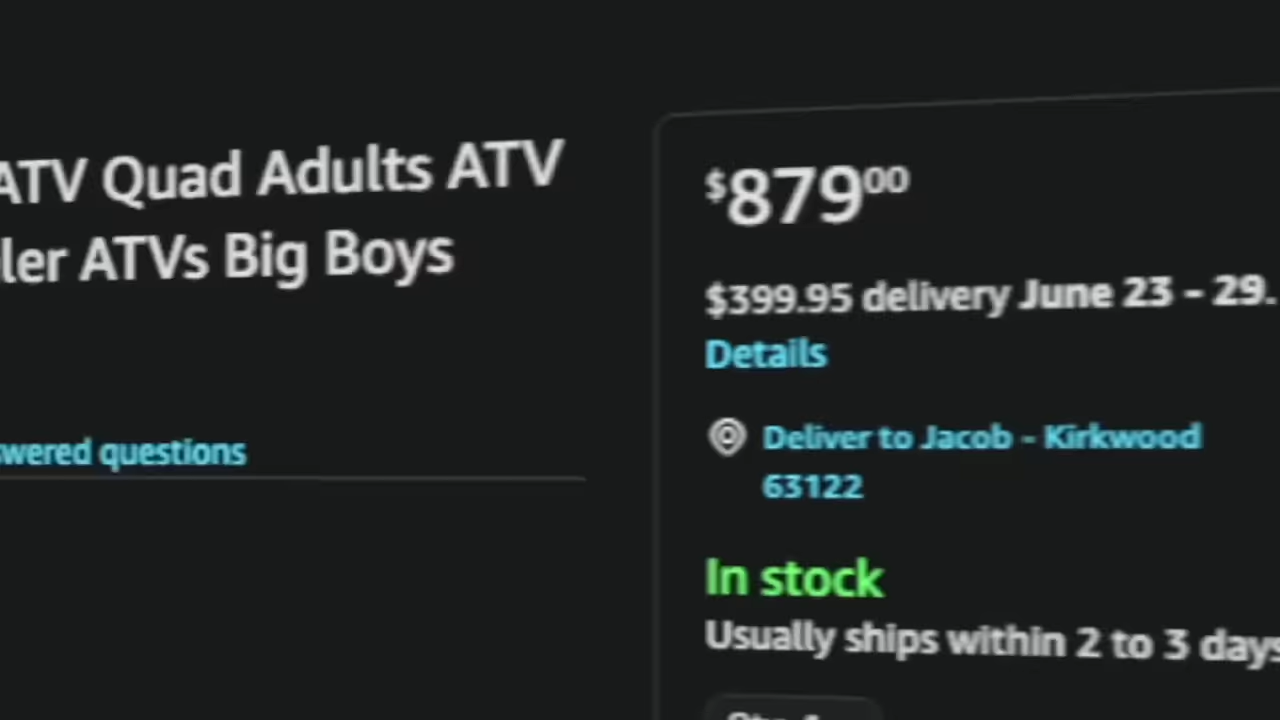 ATV Quad Adults ATV
ler ATVs Big Boys
swered questions
$87900
$399.95 delivery June 23 - 29.
Details
Deliver to Jacob - Kirkwood
63122
In stock
Usually ships within 2 to 3 days